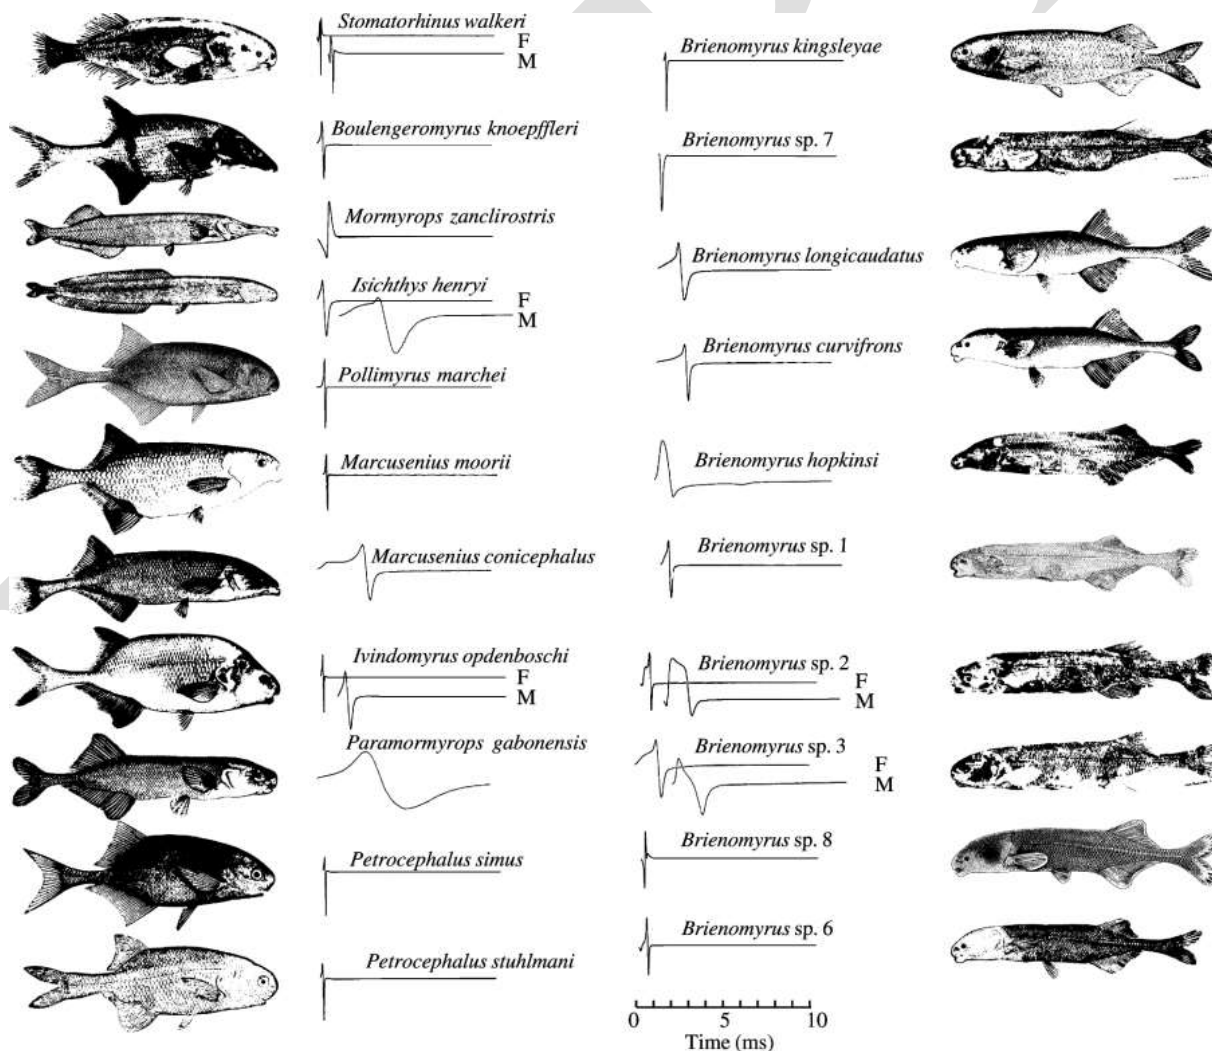 Stomatorhinus walkeri
F
M
Boulengeromyrus knoepffleri
Mormyrops zanclirostris
Isichthys henryi
F
M
Pollimyrus marchei
Marcusenius moorii
Marcusenius conicephalus
Ivindomyrus opdenboschi
F
M
Paramormyrops gabonensis
Petrocephalus simus
Petrocephalus stuhlmani
Brienomyrus kingsleyae
Brienomyrus sp. 7
Brienomyrus longicaudatus
Brienomyrus curvifrons
Brienomyrus hopkinsi
Brienomyrus sp. 1
Brienomyrus sp. 2
F
M
Brienomyrus sp. 3
F
M
Brienomyrus sp. 8
Brienomyrus sp. 6
0 5 10
Time (ms)